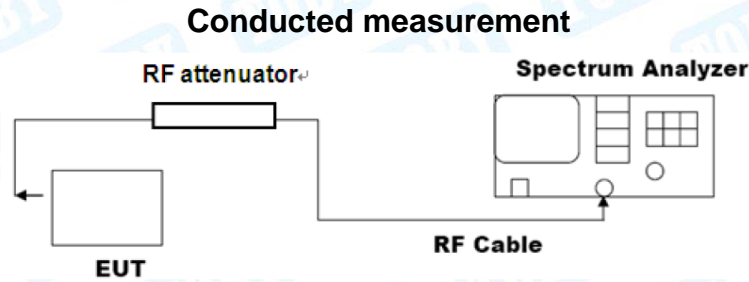 Conducted measurement
RF attenuator↵
Spectrum Analyzer
RF Cable
EUT